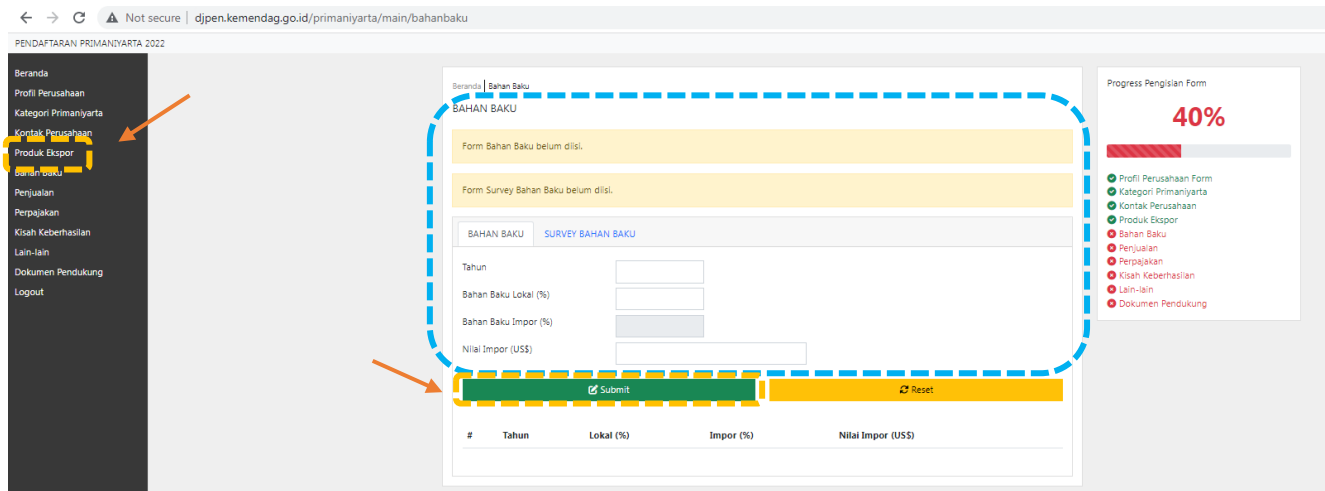 Not secure | djpen.kemendag.go.id/primaniyarta/main/bahanbaku
PENDAFTARAN PRIMANIYARTA 2022
Beranda
Profil Perusahaan
Kategori Primaniyarta
Kontak Perusahaan
Produk Ekspor
Bahan Baku
Penjualan
Perpajakan
Kisah Keberhasilan
Lain-lain
Dokumen Pendukung
Logout
Beranda | Bahan Baku
BAHAN BAKU
Form Bahan Baku belum diisi.
Form Survey Bahan Baku belum diisi.
BAHAN BAKU SURVEY BAHAN BAKU
Tahun
Bahan Baku Lokal (%)
Bahan Baku Impor (%)
Nilai Impor (US$)
Submit Reset
# Tahun Lokal (%) Impor (%) Nilai Impor (US$)
Progress Pengisian Form
40%
Profil Perusahaan Form
Kategori Primaniyarta
Kontak Perusahaan
Produk Ekspor
Bahan Baku
Penjualan
Perpajakan
Kisah Keberhasilan
Lain-lain
Dokumen Pendukung